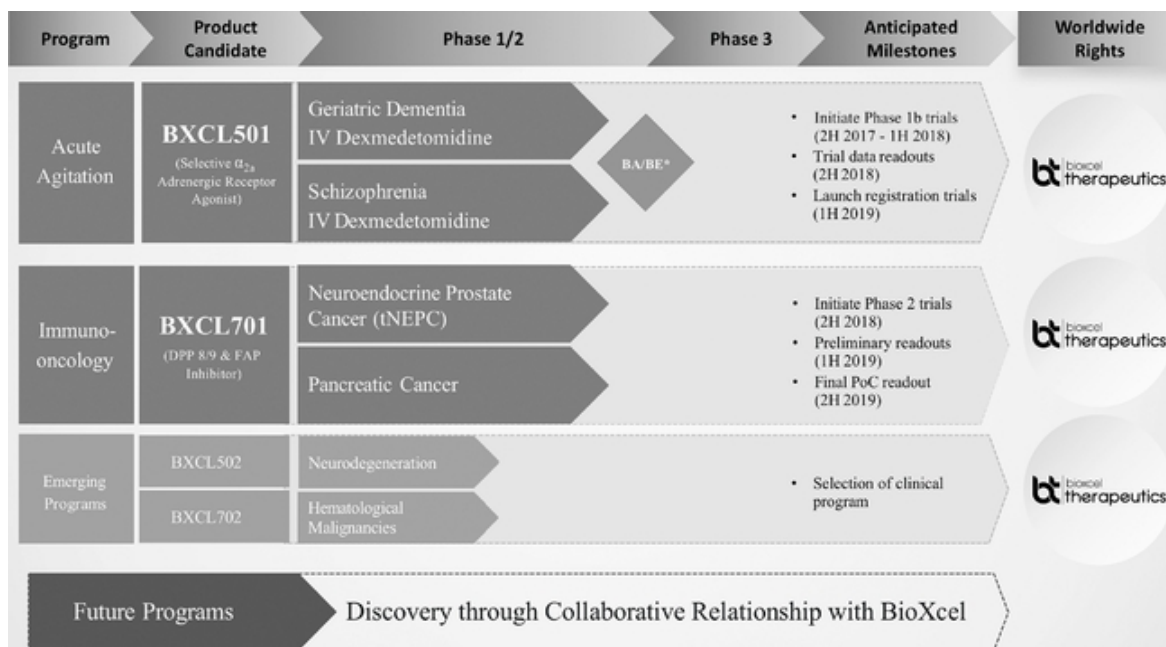 Program
Product
Candidate
Phase 1/2
Phase 3
Anticipated
Milestones
Worldwide
Rights
Acute
Agitation
BXCL501
(Selective α2a
Adrenergic Receptor
Agonist)
Geriatric Dementia
IV Dexmedetomidine
Schizophrenia
IV Dexmedetomidine
BA/BE*
• Initiate Phase 1b trials
(2H 2017 - 1H 2018)
• Trial data readouts
(2H 2018)
• Launch registration trials
(1H 2019)
bt bioxcel
therapeutics
Immuno-
oncology
BXCL701
(DPP 8/9 & FAP
Inhibitor)
Neuroendocrine Prostate
Cancer (tNEPC)
Pancreatic Cancer
• Initiate Phase 2 trials
(2H 2018)
• Preliminary readouts
(1H 2019)
• Final PoC readout
(2H 2019)
bt bioxcel
therapeutics
Emerging
Programs
BXCL502
Neurodegeneration
BXCL702
Hematological
Malignancies
• Selection of clinical
program
bt bioxcel
therapeutics
Future Programs
Discovery through Collaborative Relationship with BioXcel